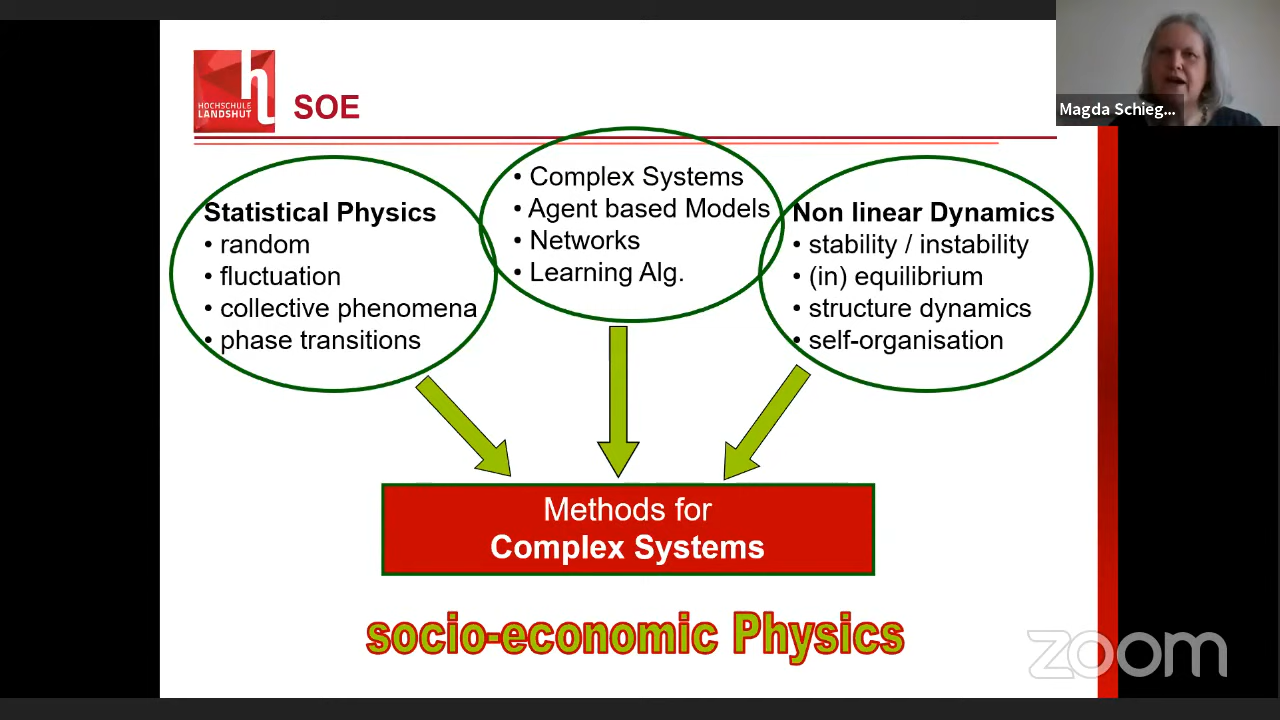 HOCHSCHULE
LANDSHUT
SOE
Magda Schieg...
Statistical Physics
• random
• fluctuation
• collective phenomena
• phase transitions
• Complex Systems
• Agent based Models
• Networks
• Learning Alg.
Non linear Dynamics
• stability / instability
• (in) equilibrium
• structure dynamics
• self-organisation
Methods for
Complex Systems
socio-economic Physics
zoom